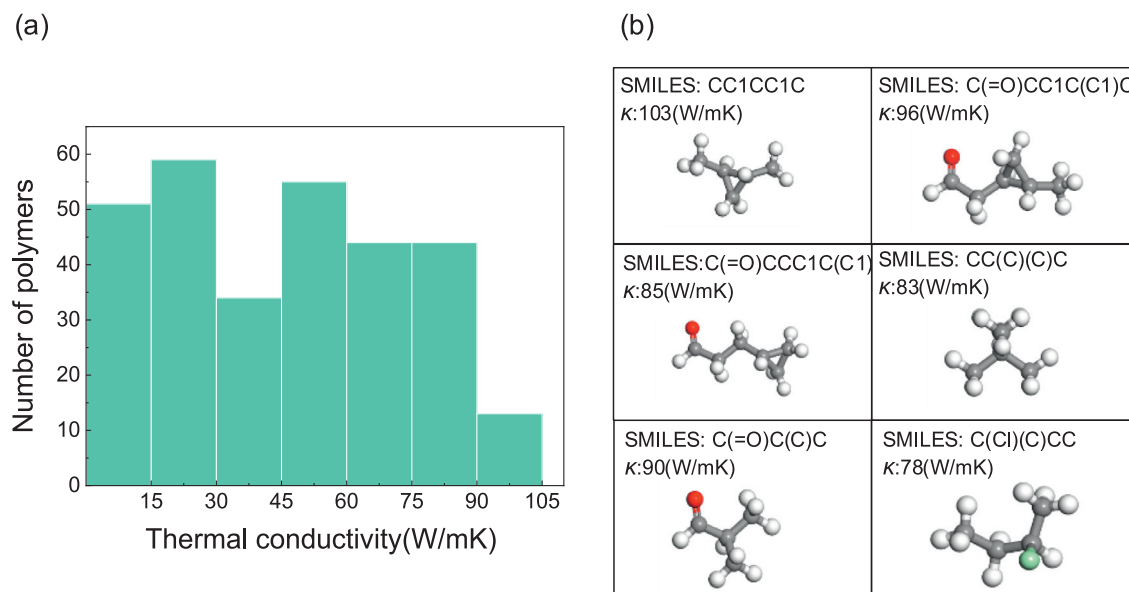 (a)
(b)
60
50
40
30
20
10
0
Number of polymers
15 30 45 60 75 90 105
Thermal conductivity(W/mK)
SMILES: CC1CC1C
κ:103(W/mK)
SMILES: C(=O)CC1C(C1)C
κ:96(W/mK)
SMILES:C(=O)CCC1C(C1)
κ:85(W/mK)
SMILES: CC(C)(C)C
κ:83(W/mK)
SMILES: C(=O)C(C)C
κ:90(W/mK)
SMILES: C(Cl)(C)CC
κ:78(W/mK)